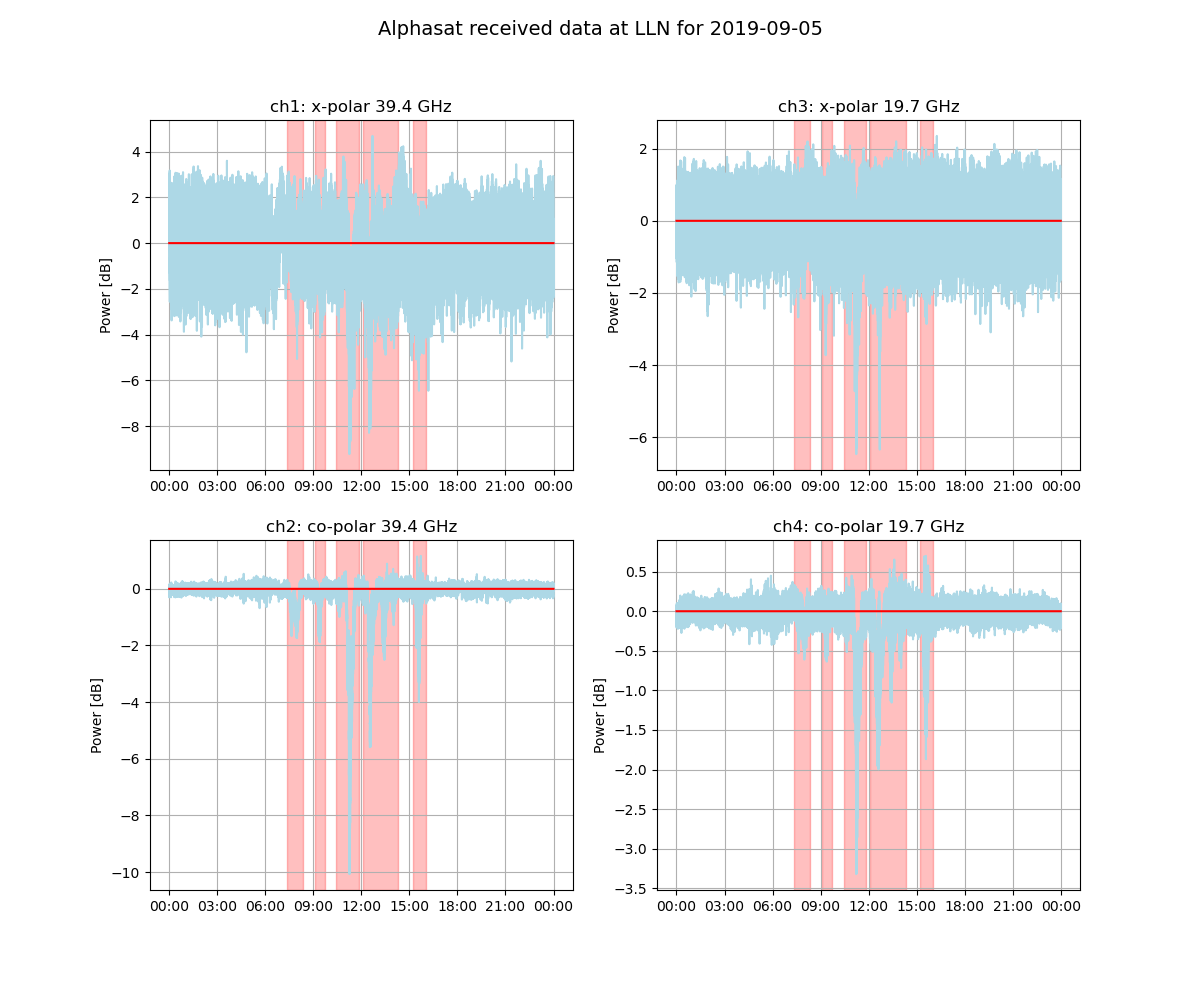 Alphasat received data at LLN for 2019-09-05
ch1: x-polar 39.4 GHz
Power [dB]
4
2
0
−2
−4
−6
−8
00:00 03:00 06:00 09:00 12:00 15:00 18:00 21:00 00:00
ch3: x-polar 19.7 GHz
Power [dB]
2
0
−2
−4
−6
00:00 03:00 06:00 09:00 12:00 15:00 18:00 21:00 00:00
ch2: co-polar 39.4 GHz
Power [dB]
0
−2
−4
−6
−8
−10
00:00 03:00 06:00 09:00 12:00 15:00 18:00 21:00 00:00
ch4: co-polar 19.7 GHz
Power [dB]
0.5
0.0
−0.5
−1.0
−1.5
−2.0
−2.5
−3.0
−3.5
00:00 03:00 06:00 09:00 12:00 15:00 18:00 21:00 00:00